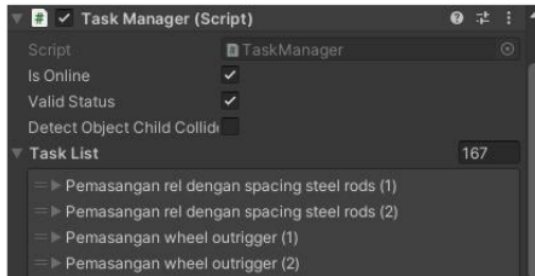 # Task Manager (Script)
Script TaskManager
Is Online
Valid Status
Detect Object Child Collid
Task List 167
Pemasangan rel dengan spacing steel rods (1)
Pemasangan rel dengan spacing steel rods (2)
Pemasangan wheel outrigger (1)
Pemasangan wheel outrigger (2)